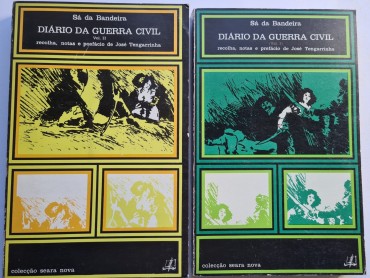 Sá da Bandeira
DIÁRIO DA GUERRA CIVIL
Vol. II
recolha, notas e prefácio de José Tengarrinha
colecção seara nova
Sá da Bandeira
DIÁRIO DA GUERRA CIVIL
recolha, notas e prefácio de José Tengarrinha
colecção seara nova